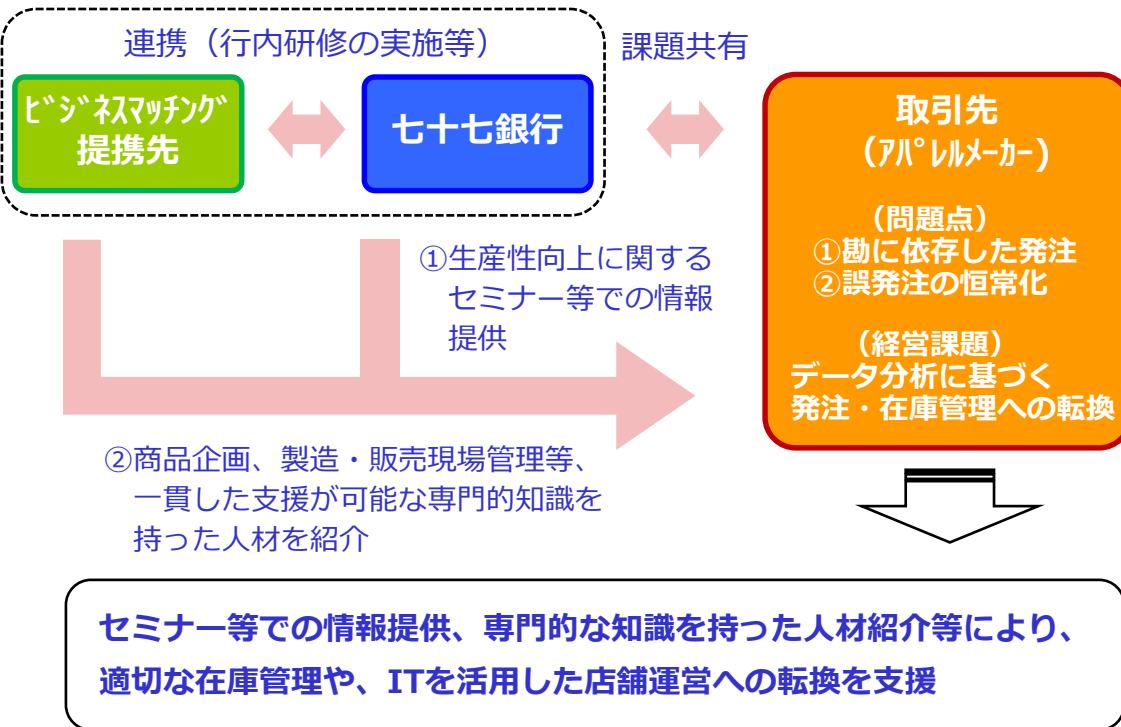 連携（行内研修の実施等）
課題共有
ﾋﾞｼﾞﾈｽﾏｯﾁﾝｸﾞ
提携先
七十七銀行
取引先
（ｱﾊﾟﾚﾙﾒｰｶｰ）
（問題点）
①勘に依存した発注
②誤発注の恒常化
（経営課題）
データ分析に基づく
発注・在庫管理への転換
①生産性向上に関する
セミナー等での情報
提供
②商品企画、製造・販売現場管理等、
一貫した支援が可能な専門的知識を
持った人材を紹介
セミナー等での情報提供、専門的な知識を持った人材紹介等により、
適切な在庫管理や、ITを活用した店舗運営への転換を支援